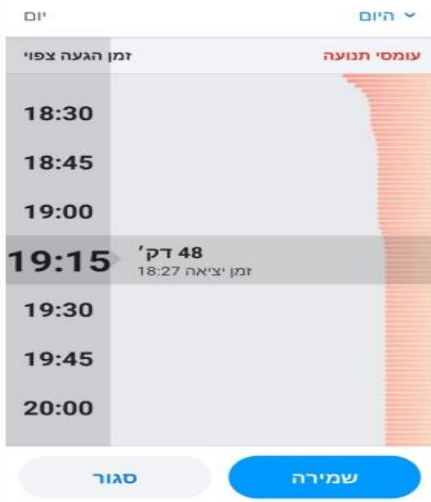 היום יום
עומסי תנועה זמן הגעה צפוי
18:30
18:45
19:00
19:15 48 דק׳
זמן יציאה 18:27
19:30
19:45
20:00
שמירה סגור